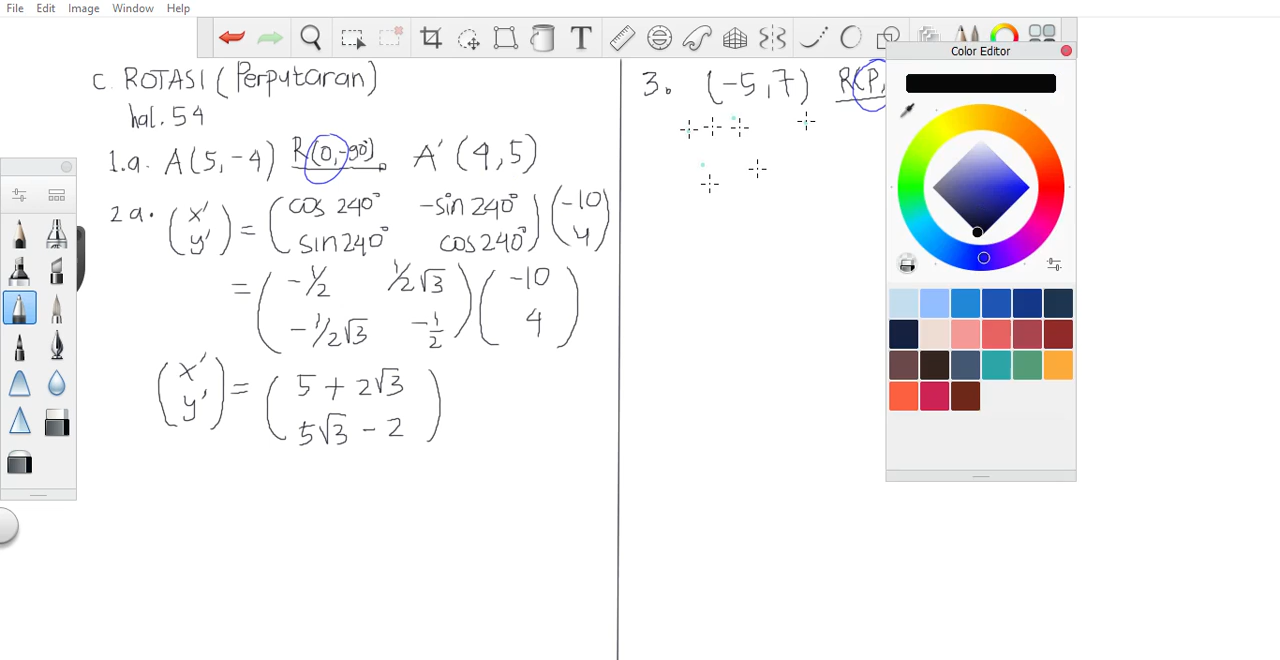 File Edit Window Help
Color Editor
C. ROTASI (Perputaran)
hal. 54
1.a. A(5,-4) R(0,-90°) A'(4,5)
2a. (x' y') = (cos 240° -sin 240° sin 240° cos 240°) (-10 4)
= (-1/2 1/2√3 -1/2√3 -1/2) (-10 4)
(x' y') = (5 + 2√3 5√3 - 2)
3. (-5,7) R(P,